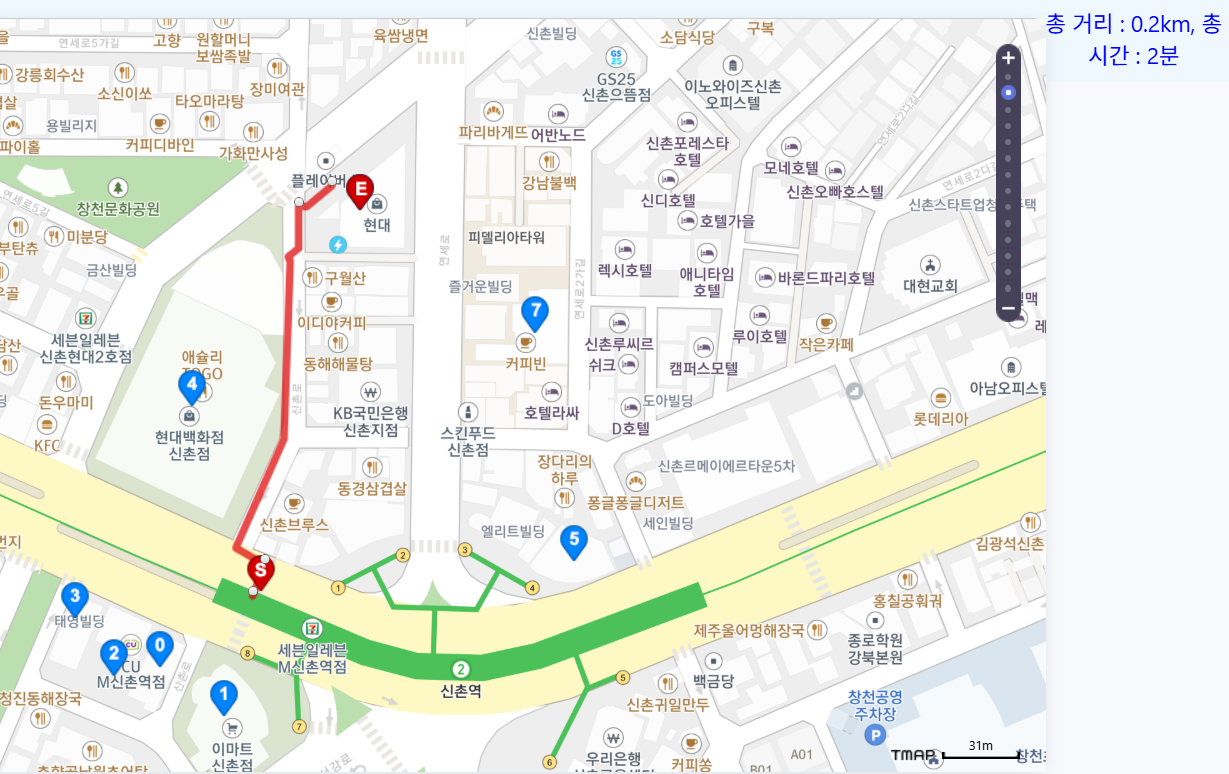 총 거리 : 0.2km, 총
시간 : 2분
연세로5가길
고향
원할머니
보쌈족발
육쌈냉면
신촌빌딩
소담식당
구복
강릉회수산
소신이쏘
장미여관
타오마라탕
GS25
신촌으뜸점
이노와이즈신촌
오피스텔
용빌리지
커피디바인
가화만사성
파리바게뜨
어반노드
강남불백
신촌포레스타
호텔
모네호텔
연세로2다길
신촌오빠호스텔
연세로2다길
파이홀
창천문화공원
연세로5길
플레이버
E
현대
신디호텔
호텔가을
미분당
부탄츄
금산빌딩
연세로
피델리아타워
렉시호텔
애니타임
호텔
바론드파리호텔
대현교회
구월산
이디야커피
즐거운빌딩
연세로2가길
7
세븐일레븐
신촌현대2호점
애슐리
TOGO
4
동해해물탕
커피빈
신촌루씨르
쉬크
루이호텔
작은카페
캠퍼스모텔
돈우마미
KFC
현대백화점
신촌점
신촌로
KB국민은행
신촌지점
스킨푸드
신촌점
호텔라싸
도아빌딩
D호텔
아남오피스텔
롯데리아
동경삼겹살
장다리의
하루
신촌르메이에르타운5차
신촌브루스
퐁글퐁글디저트
엘리트빌딩
세인빌딩
5
김광석신촌
S
1
2
3
4
3
태영빌딩
홍칠공훠궈
2
CU
M신촌역점
0
8
세븐일레븐
M신촌역점
2
신촌역
제주울어멍해장국
종로학원
강북본원
백금당
5
신촌로
1
7
신촌귀일만두
창천공영
주차장
P
이마트
신촌점
6
우리은행
커피쏭
A01
B01
TMAP
31m